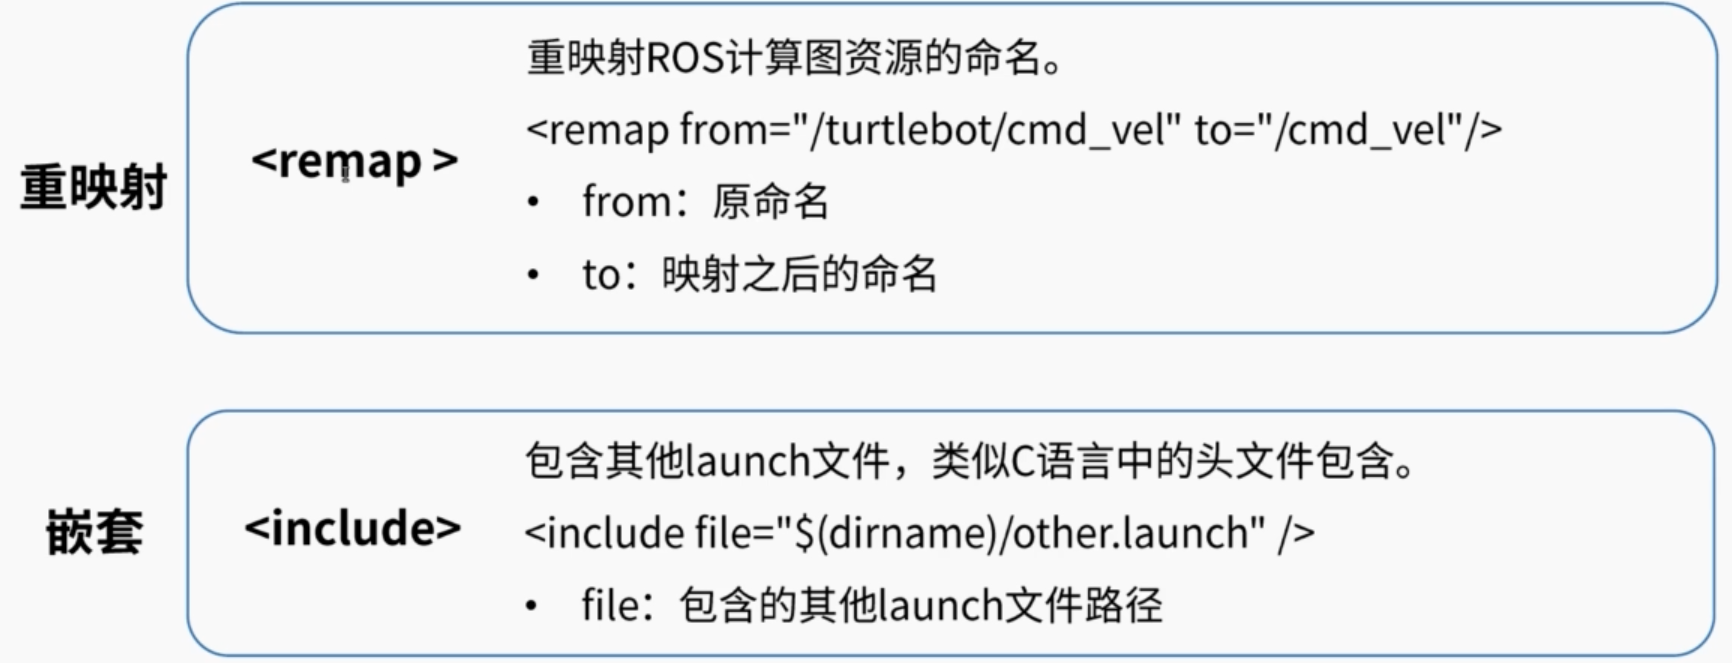 重映射
<remap >
重映射ROS计算图资源的命名。
<remap from="/turtlebot/cmd_vel" to="/cmd_vel"/>
• from：原命名
• to：映射之后的命名
嵌套
<include>
包含其他launch文件，类似C语言中的头文件包含。
<include file="$(dirname)/other.launch" />
• file：包含的其他launch文件路径